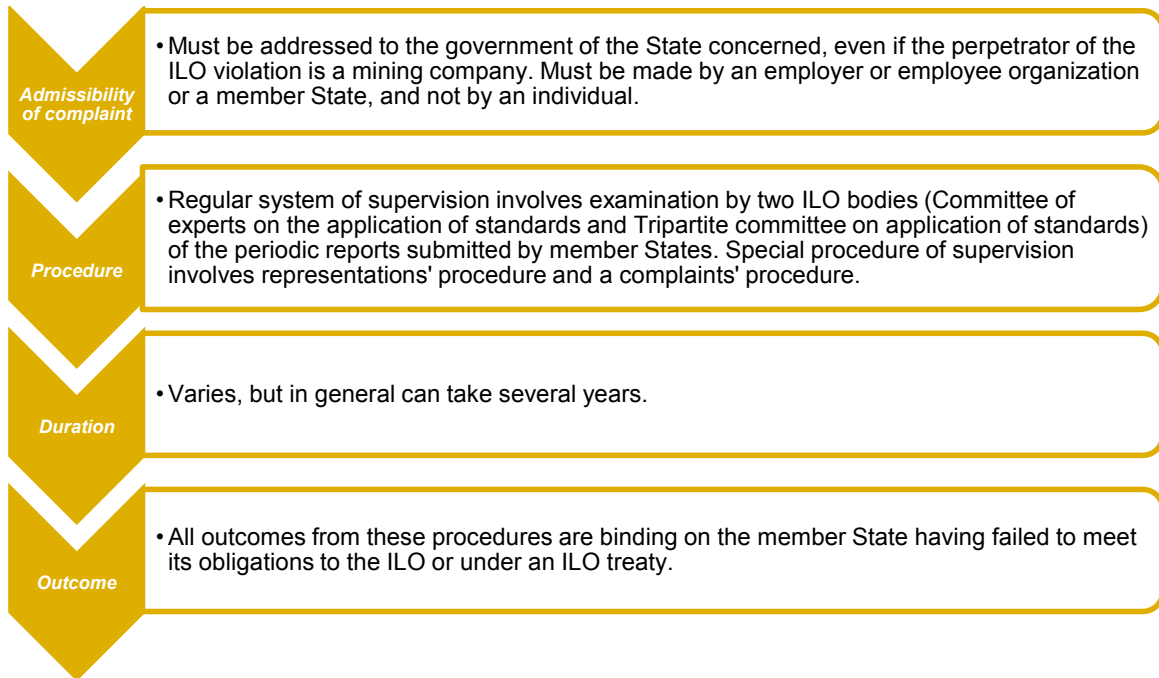 Admissibility
of complaint
• Must be addressed to the government of the State concerned, even if the perpetrator of the
ILO violation is a mining company. Must be made by an employer or employee organization
or a member State, and not by an individual.
Procedure
• Regular system of supervision involves examination by two ILO bodies (Committee of
experts on the application of standards and Tripartite committee on application of standards)
of the periodic reports submitted by member States. Special procedure of supervision
involves representations' procedure and a complaints' procedure.
Duration
• Varies, but in general can take several years.
Outcome
• All outcomes from these procedures are binding on the member State having failed to meet
its obligations to the ILO or under an ILO treaty.